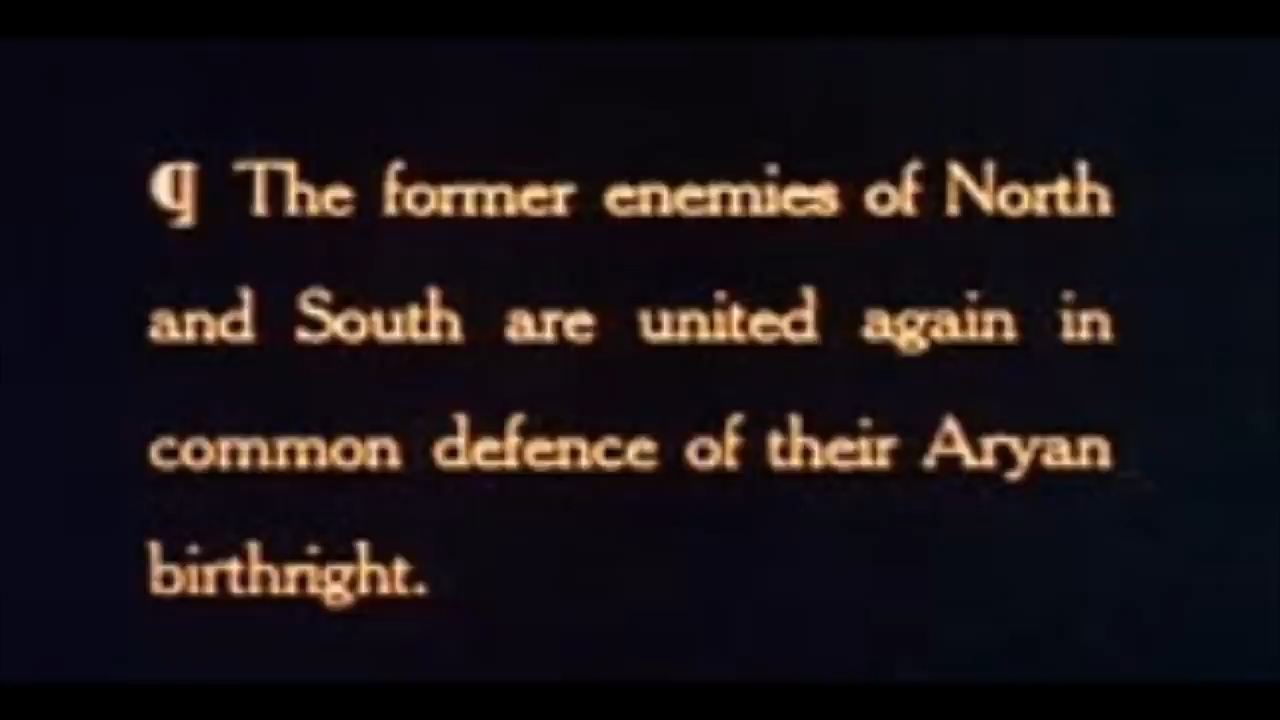 ¶ The former enemies of North
and South are united again in
common defence of their Aryan
birthright.